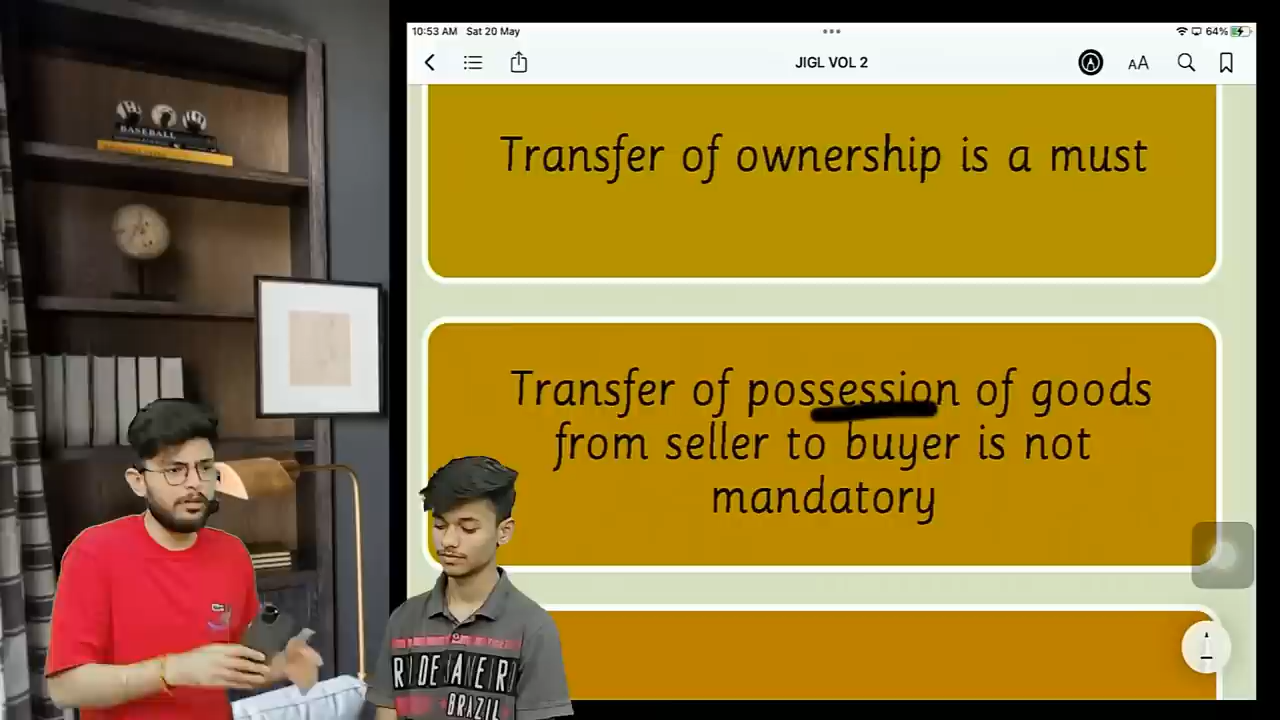 10:53 AM Sat 20 May
64%
JIGL VOL 2
AA
Transfer of ownership is a must
Transfer of possession of goods
from seller to buyer is not
mandatory
BASEBALL
BRAZIL